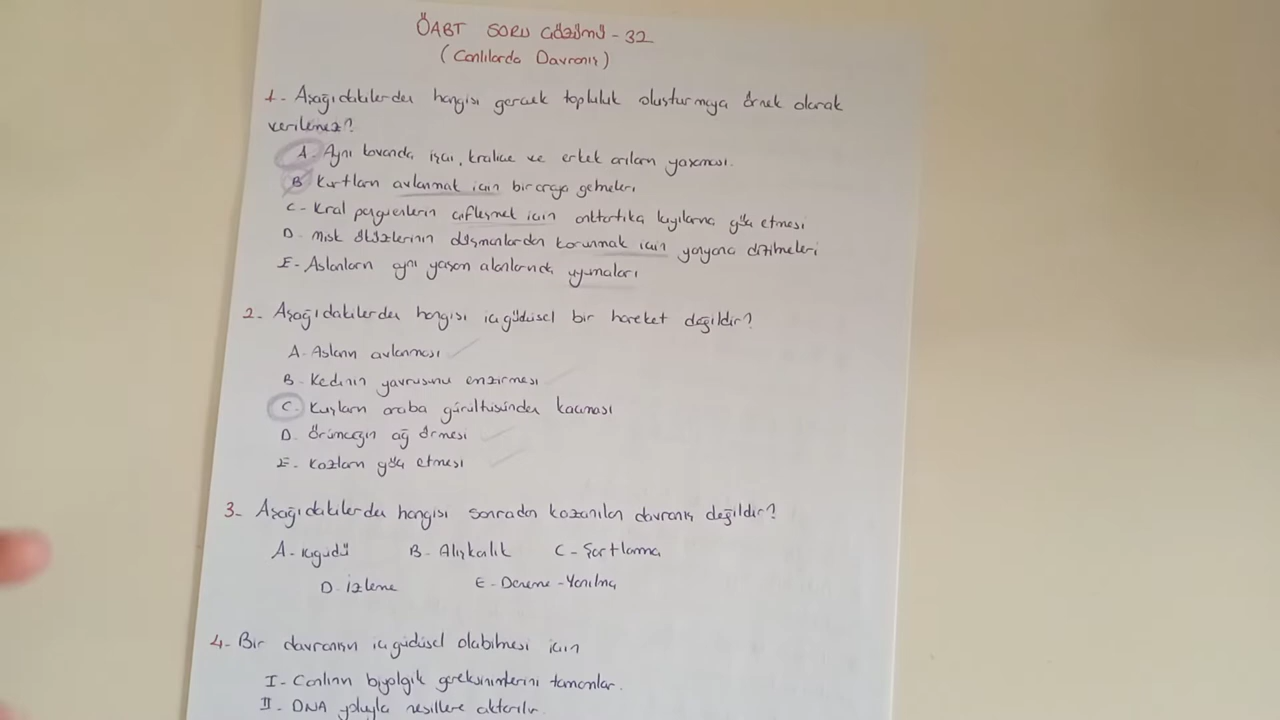 ÖABT SORU ÇÖZÜMÜ - 32
(Canlılarda Davranış)
1- Aşağıdakilerden hangisi gerçek topluluk oluşturmaya örnek olarak
verilemez?
A- Aynı kovanda işçi, kraliçe ve erkek arıların yaşaması.
B- Kurtların avlanmak için bir araya gelmeleri
C- Kral penguenlerin çiftleşmek için antartika kıyılarına göç etmesi
D. Misk öküzlerinin düşmanlardan korunmak için yanyana dizilmeleri
E- Aslanların aynı yaşam alanlarında uyumaları
2- Aşağıdakilerden hangisi içgüdüsel bir hareket değildir?
A- Aslanın avlanması
B- Kedinin yavrusunu emzirmesi
C. Kuşların araba gürültüsünden kaçması
D. Örümceğin ağ örmesi
E- Kazların göç etmesi
3- Aşağıdakilerden hangisi sonradan kazanılan davranış değildir?
A- İçgüdü B- Alışkanlık C- Şartlanma
D. İzleme E- Deneme-Yanılma
4- Bir davranışın içgüdüsel olabilmesi için
I- Canlının biyolojik gereksinimlerini tamamlar.
II- DNA yoluyla nesillere aktarılır.